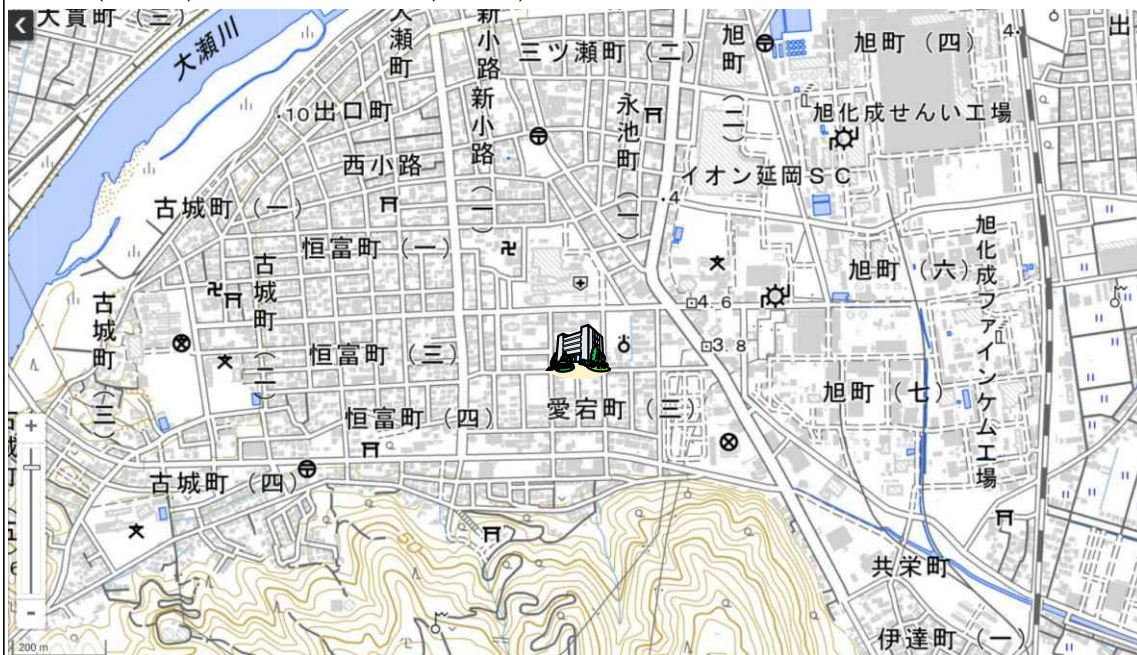 大貫町（三）
大瀬川
大瀬町
新小路
新小路（一）
三ツ瀬町（二）
旭町（二）
旭町（四）
4
出
10
出口町
永池町（一）
旭化成せんい工場
西小路
イオン延岡ＳＣ
4
古城町（一）
恒富町（一）
旭町（六）
旭化成ファインケム工場
古城町（二）
古城町（三）
4.6
3.8
恒富町（三）
恒富町（四）
愛宕町（三）
旭町（七）
古城町（四）
50
共栄町
伊達町（一）
+
-
200 m